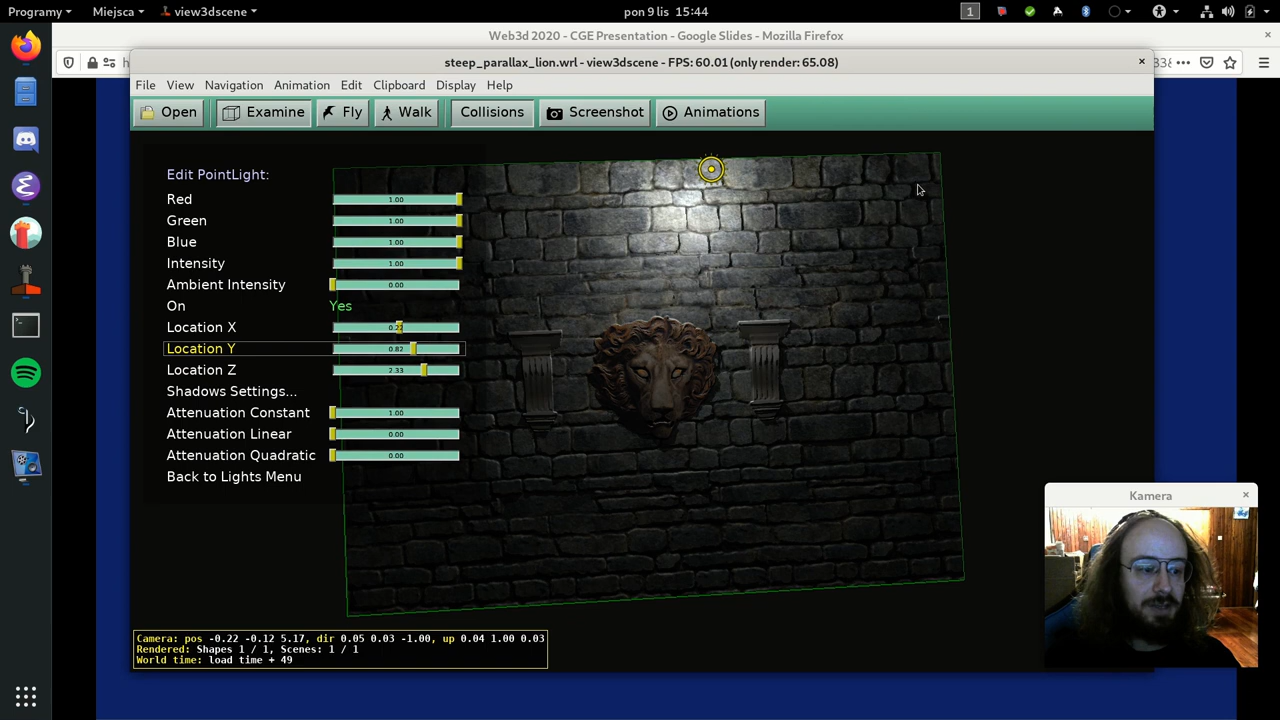 Programy Miejsca view3dscene pon 9 lis 15:44 1
Web3d 2020 - CGE Presentation - Google Slides - Mozilla Firefox
steep_parallax_lion.wrl - view3dscene - FPS: 60.01 (only render: 65.08)
File View Navigation Animation Edit Clipboard Display Help
Open Examine Fly Walk Collisions Screenshot Animations
Edit PointLight:
Red 1.00
Green 1.00
Blue 1.00
Intensity 1.00
Ambient Intensity 0.00
On Yes
Location X
Location Y 0.82
Location Z 2.33
Shadows Settings...
Attenuation Constant 1.00
Attenuation Linear 0.00
Attenuation Quadratic 0.00
Back to Lights Menu
Kamera
Camera: pos -0.22 -0.12 5.17, dir 0.05 0.03 -1.00, up 0.04 1.00 0.03
Rendered: Shapes 1 / 1, Scenes: 1 / 1
World time: load time + 49